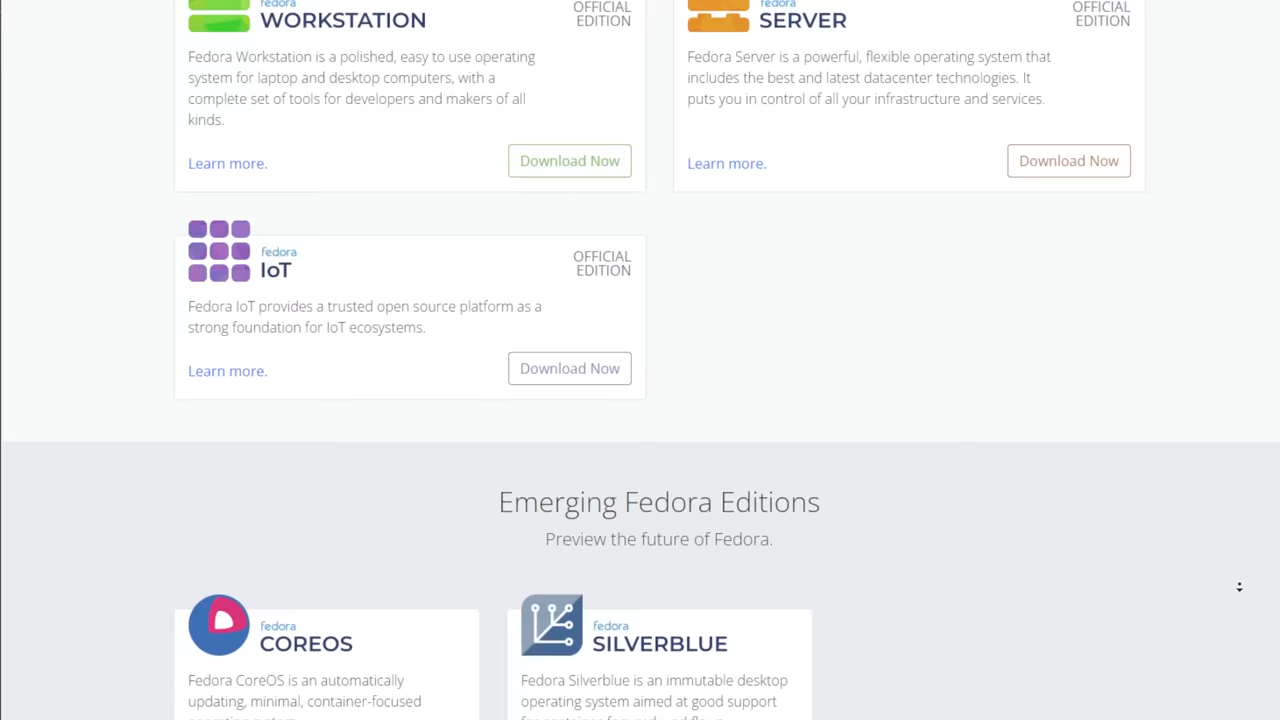 fedora
WORKSTATION
OFFICIAL
EDITION
Fedora Workstation is a polished, easy to use operating
system for laptop and desktop computers, with a
complete set of tools for developers and makers of all
kinds.
Learn more.
Download Now
fedora
SERVER
OFFICIAL
EDITION
Fedora Server is a powerful, flexible operating system that
includes the best and latest datacenter technologies. It
puts you in control of all your infrastructure and services.
Learn more.
Download Now
fedora
IoT
OFFICIAL
EDITION
Fedora IoT provides a trusted open source platform as a
strong foundation for IoT ecosystems.
Learn more.
Download Now
Emerging Fedora Editions
Preview the future of Fedora.
fedora
COREOS
Fedora CoreOS is an automatically
updating, minimal, container-focused
operating system
fedora
SILVERBLUE
Fedora Silverblue is an immutable desktop
operating system aimed at good support